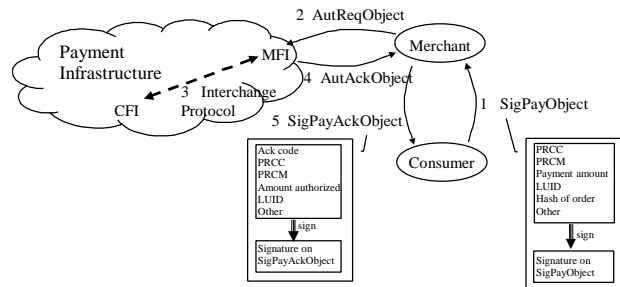 2 AutReqObject
Payment
Infrastructure
MFI
Merchant
4 AutAckObject
3 Interchange
Protocol
CFI
1 SigPayObject
5 SigPayAckObject
Consumer
Ack code
PRCC
PRCM
Amount authorized
LUID
Other
sign
Signature on
SigPayAckObject
PRCC
PRCM
Payment amount
LUID
Hash of order
Other
sign
Signature on
SigPayObject